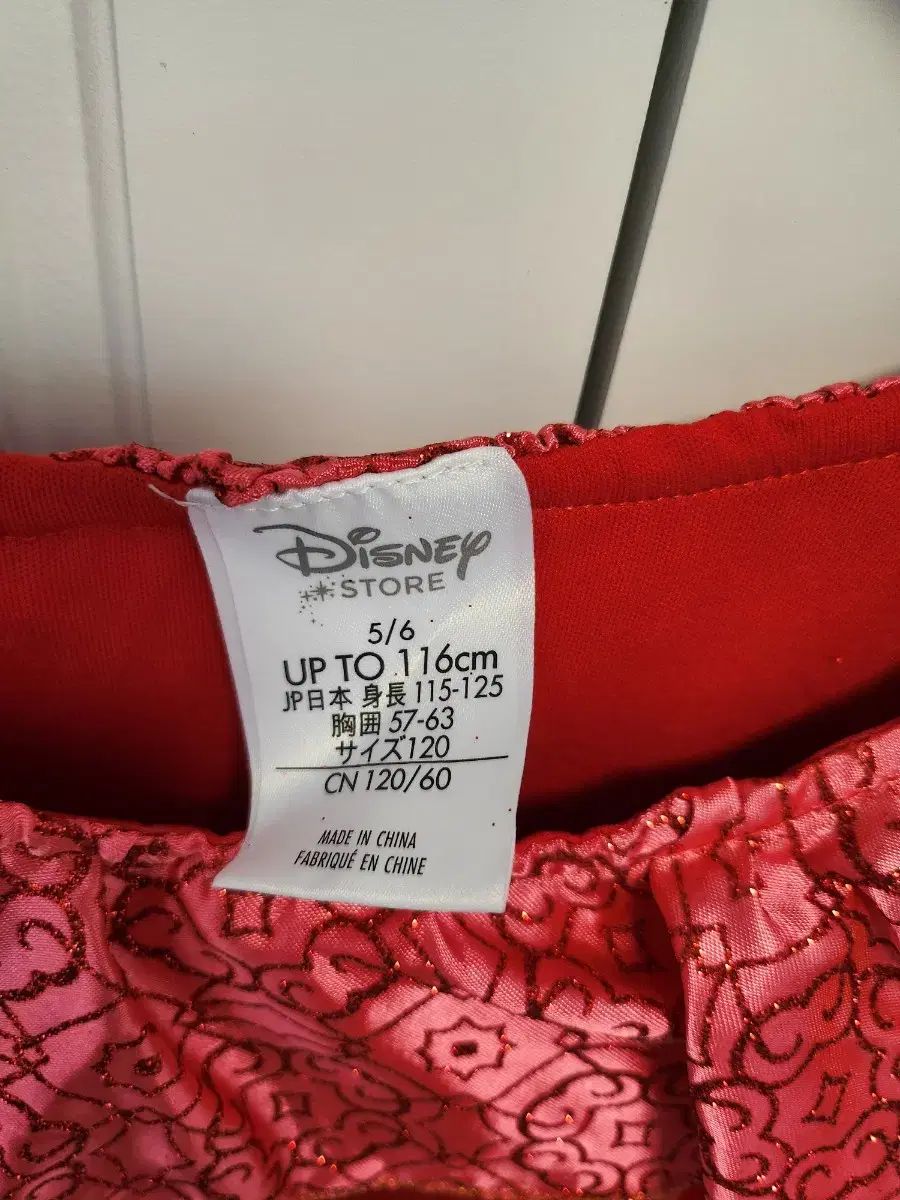 Disney
STORE
5/6
UP TO 116cm
JP日本 身長 115-125
胸囲 57-63
サイズ120
CN 120/60
MADE IN CHINA
FABRIQUÉ EN CHINE